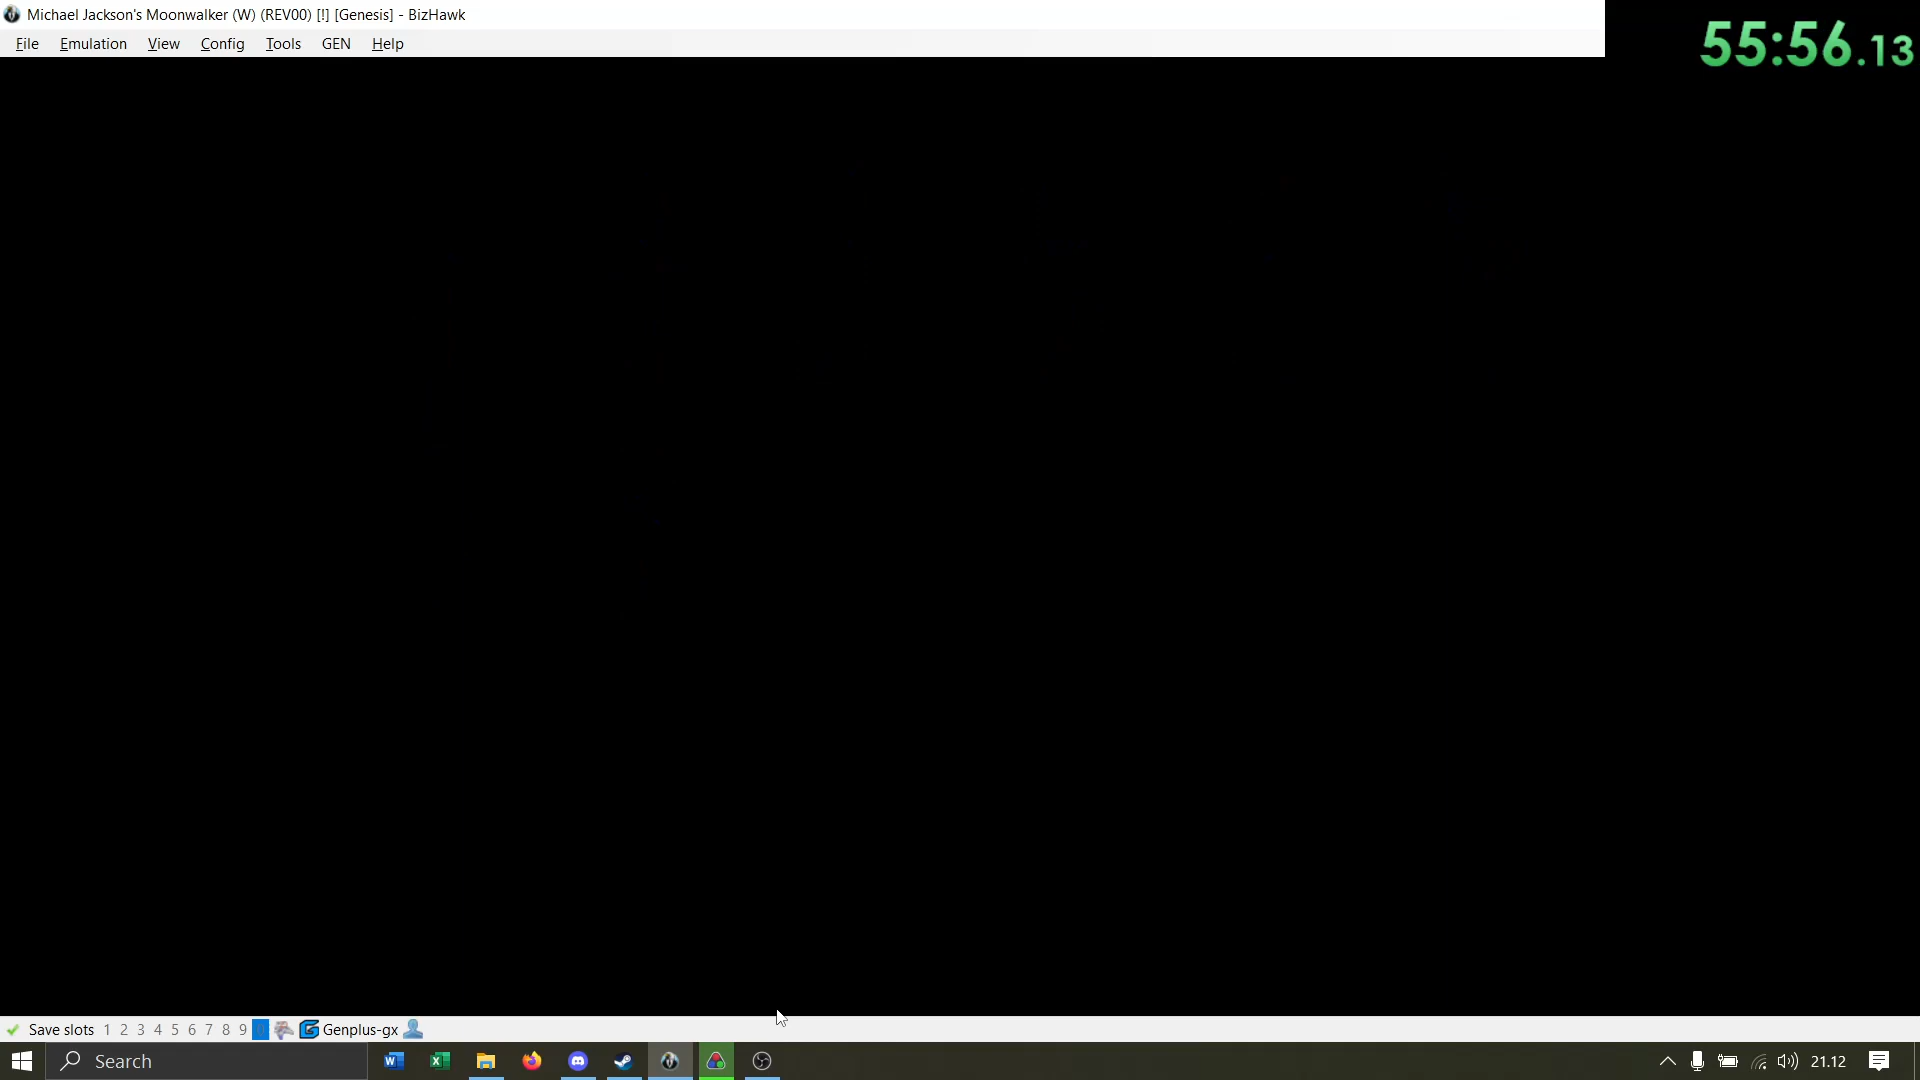 Michael Jackson's Moonwalker (W) (REV00) [!] [Genesis] - BizHawk
55:56.13
File Emulation View Config Tools GEN Help
Save slots 1 2 3 4 5 6 7 8 9 0 Genplus-gx
Search 21.12